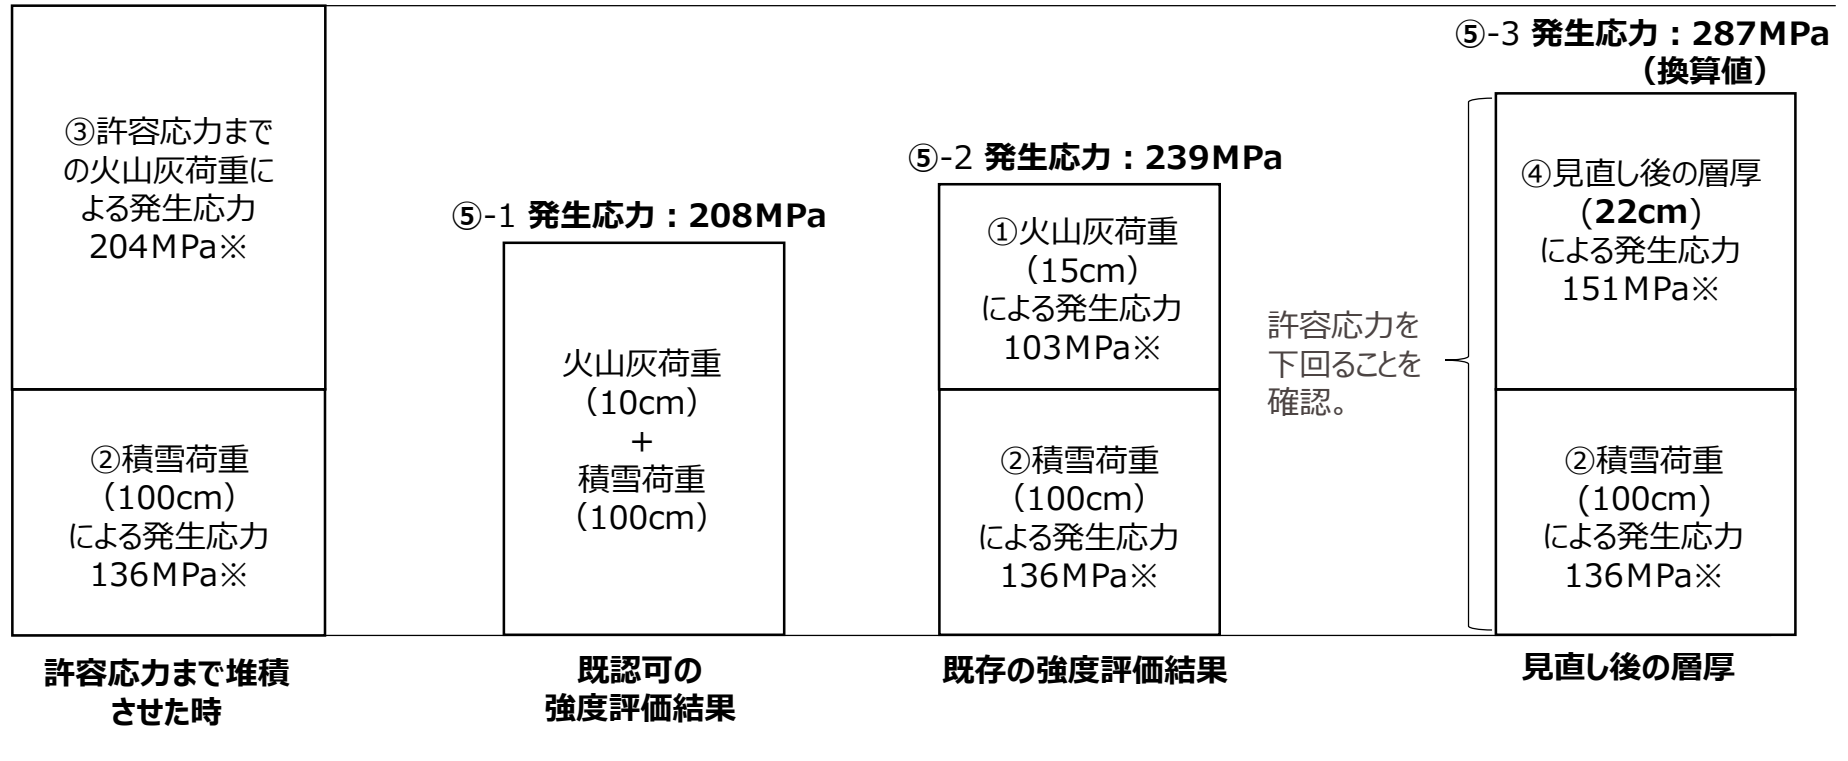 ③許容応力まで
の火山灰荷重に
よる発生応力
204MPa※
②積雪荷重
（100cm）
による発生応力
136MPa※
許容応力まで堆積
させた時
⑤-1 発生応力：208MPa
火山灰荷重
（10cm）
+
積雪荷重
（100cm）
既認可の
強度評価結果
⑤-2 発生応力：239MPa
①火山灰荷重
（15cm）
による発生応力
103MPa※
②積雪荷重
（100cm）
による発生応力
136MPa※
既存の強度評価結果
許容応力を
下回ることを
確認。
⑤-3 発生応力：287MPa
（換算値）
④見直し後の層厚
(22cm)
による発生応力
151MPa※
②積雪荷重
(100cm)
による発生応力
136MPa※
見直し後の層厚